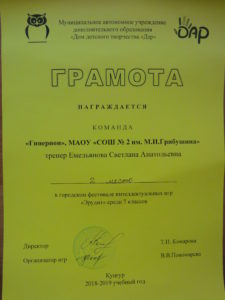 Муниципальное автономное учреждение
дополнительного образования
«Дом детского творчества «Дар»
ДАР
ГРАМОТА
НАГРАЖДАЕТСЯ
КОМАНДА
«Гиперион», МАОУ «СОШ № 2 им. М.И.Грибушина»
тренер Емельянова Светлана Анатольевна
2 место
в городском фестивале интеллектуальных игр
«Эрудит» среди 7 классов
Директор Т.Н. Комарова
Организатор игр В.В.Пономарева
Кунгур
2018-2019 учебный год